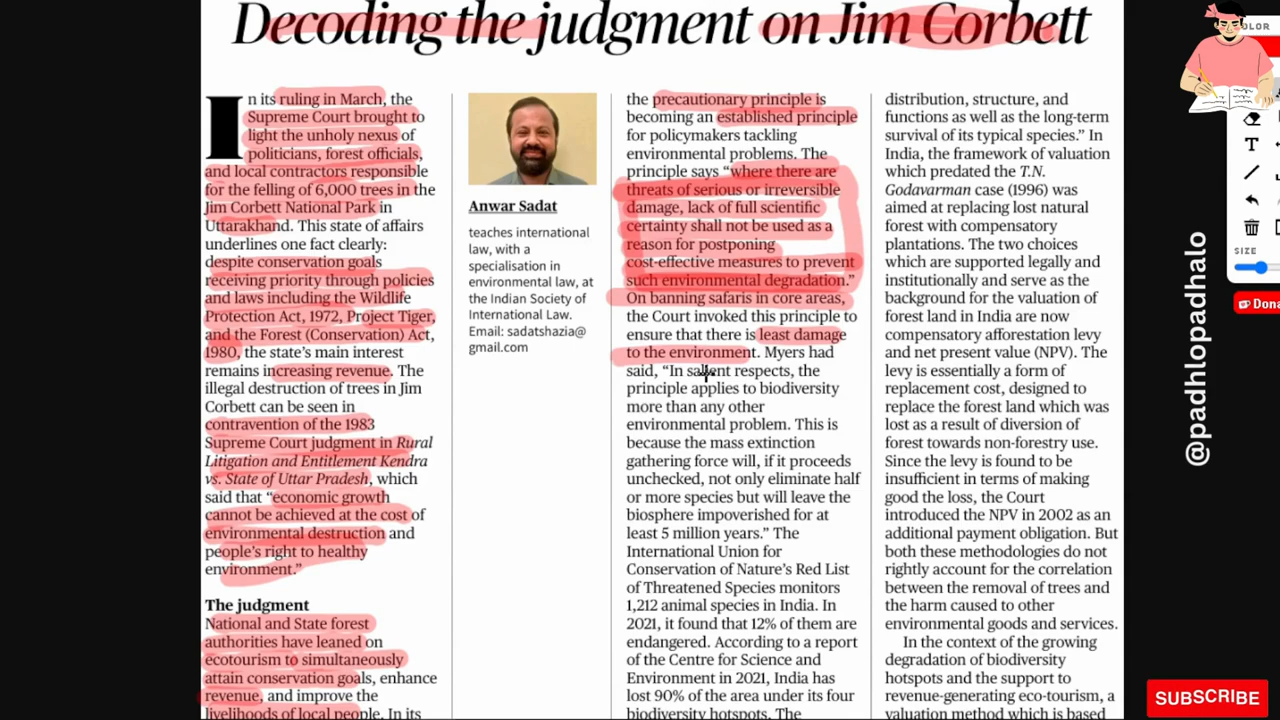 Decoding the judgment on Jim Corbett
In its ruling in March, the
Supreme Court brought to
light the unholy nexus of
politicians, forest officials,
and local contractors responsible
for the felling of 6,000 trees in the
Jim Corbett National Park in
Uttarakhand. This state of affairs
underlines one fact clearly:
despite conservation goals
receiving priority through policies
and laws including the Wildlife
Protection Act, 1972, Project Tiger,
and the Forest (Conservation) Act,
1980, the state's main interest
remains increasing revenue. The
illegal destruction of trees in Jim
Corbett can be seen in
contravention of the 1983
Supreme Court judgment in Rural
Litigation and Entitlement Kendra
vs. State of Uttar Pradesh, which
said that “economic growth
cannot be achieved at the cost of
environmental destruction and
people's right to healthy
environment.”
The judgment
National and State forest
authorities have leaned on
ecotourism to simultaneously
attain conservation goals, enhance
revenue, and improve the
livelihoods of local people. In its
Anwar Sadat
teaches international
law, with a
specialisation in
environmental law, at
the Indian Society of
International Law.
Email: sadatshazia@
gmail.com
the precautionary principle is
becoming an established principle
for policymakers tackling
environmental problems. The
principle says “where there are
threats of serious or irreversible
damage, lack of full scientific
certainty shall not be used as a
reason for postponing
cost-effective measures to prevent
such environmental degradation.”
On banning safaris in core areas,
the Court invoked this principle to
ensure that there is least damage
to the environment. Myers had
said, “In salient respects, the
principle applies to biodiversity
more than any other
environmental problem. This is
because the mass extinction
gathering force will, if it proceeds
unchecked, not only eliminate half
or more species but will leave the
biosphere impoverished for at
least 5 million years.” The
International Union for
Conservation of Nature's Red List
of Threatened Species monitors
1,212 animal species in India. In
2021, it found that 12% of them are
endangered. According to a report
of the Centre for Science and
Environment in 2021, India has
lost 90% of the area under its four
biodiversity hotspots. The
distribution, structure, and
functions as well as the long-term
survival of its typical species.” In
India, the framework of valuation
which predated the T.N.
Godavarman case (1996) was
aimed at replacing lost natural
forest with compensatory
plantations. The two choices
which are supported legally and
institutionally and serve as the
background for the valuation of
forest land in India are now
compensatory afforestation levy
and net present value (NPV). The
levy is essentially a form of
replacement cost, designed to
replace the forest land which was
lost as a result of diversion of
forest towards non-forestry use.
Since the levy is found to be
insufficient in terms of making
good the loss, the Court
introduced the NPV in 2002 as an
additional payment obligation. But
both these methodologies do not
rightly account for the correlation
between the removal of trees and
the harm caused to other
environmental goods and services.
In the context of the growing
degradation of biodiversity
hotspots and the support to
revenue-generating eco-tourism, a
valuation method which is based
@padhlopadhalo
OLOR
T
SIZE
Dona
SUBSCRIBE